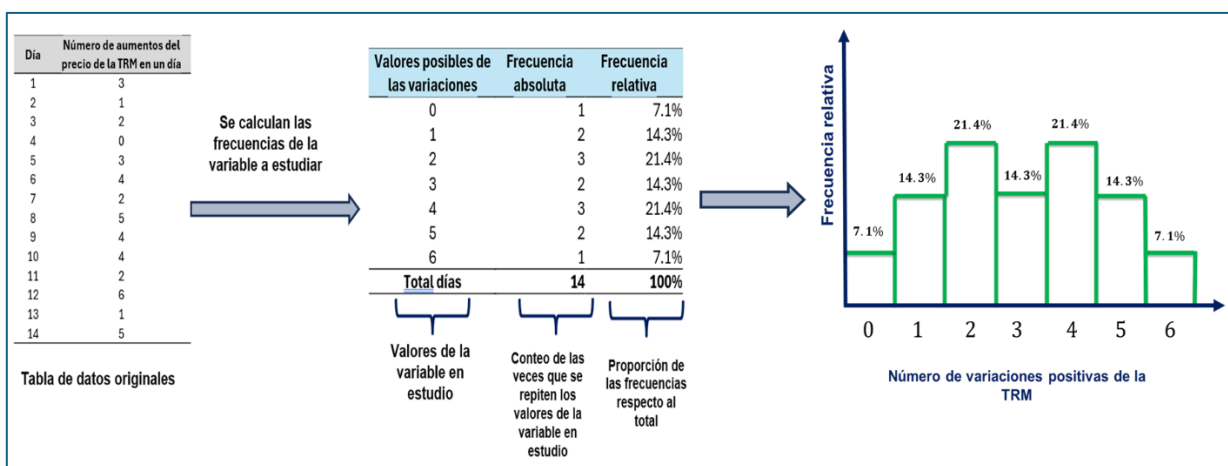 Día Número de aumentos del
precio de la TRM en un día
1 3
2 1
3 2
4 0
5 3
6 4
7 2
8 5
9 4
10 4
11 2
12 6
13 1
14 5
Tabla de datos originales
Se calculan las
frecuencias de la
variable a estudiar
Valores posibles de Frecuencia Frecuencia
las variaciones absoluta relativa
0 1 7.1%
1 2 14.3%
2 3 21.4%
3 2 14.3%
4 3 21.4%
5 2 14.3%
6 1 7.1%
Total días 14 100%
Valores de la
variable en
estudio
Conteo de las
veces que se
repiten los
valores de la
variable en
estudio
Proporción de
las frecuencias
respecto al
total
Frecuencia relativa
7.1%
14.3%
21.4%
14.3%
21.4%
14.3%
7.1%
0 1 2 3 4 5 6
Número de variaciones positivas de la
TRM